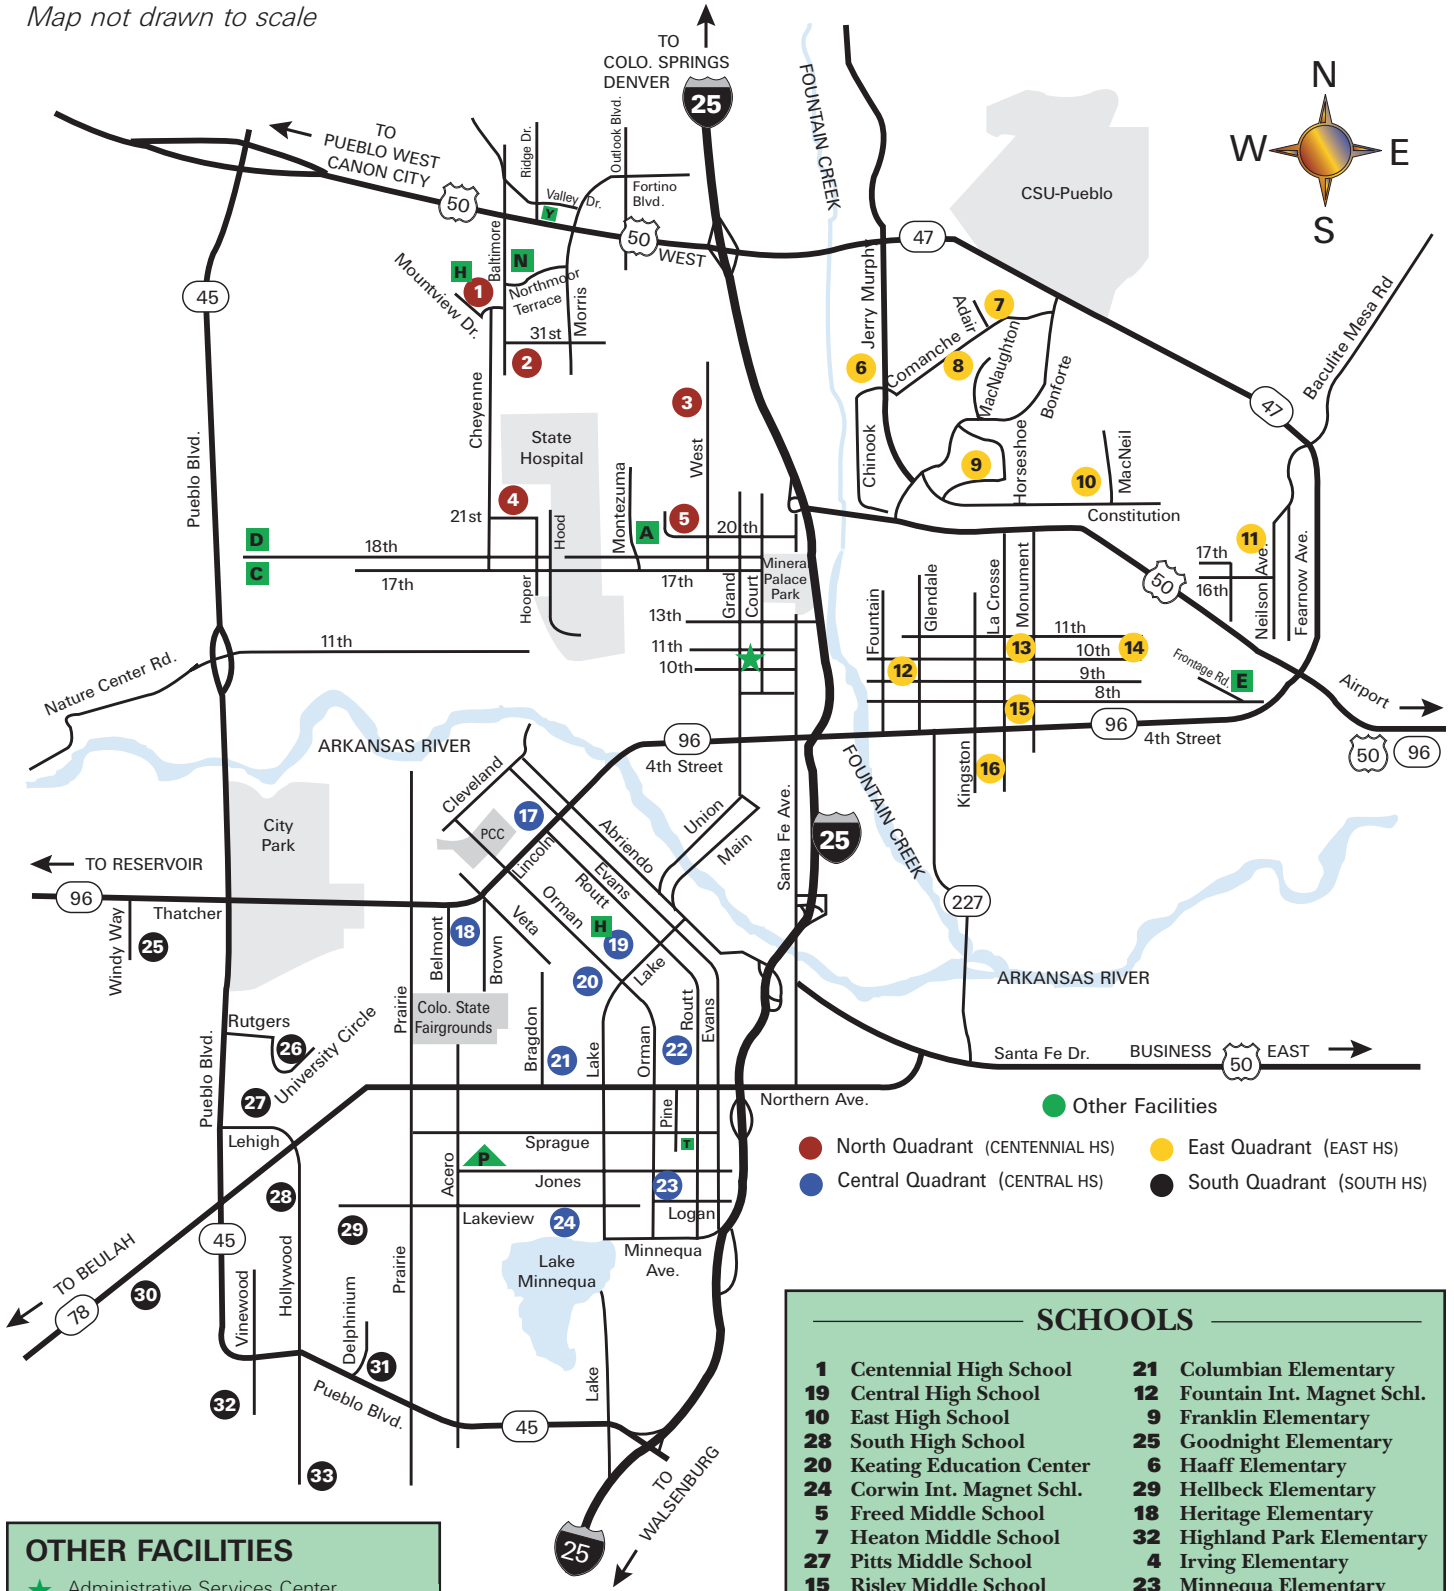 Map not drawn to scale
TO
COLO. SPRINGS
DENVER
25
FOUNTAIN CREEK
N
W
E
S
TO
PUEBLO WEST
CANON CITY
50
Ridge Dr.
Outlook Blvd.
Valley Dr.
Fortino
Blvd.
Y
50
WEST
47
CSU-Pueblo
Baltimore
H
N
1
Mountview Dr.
Northmoor
Terrace
Morris
31st
2
45
Jerry Murphy
Adair
7
Comanche
6
8
MacNaughton
Bonforte
Baculite Mesa Rd
47
Cheyenne
3
West
State
Hospital
Pueblo Blvd.
Chinook
9
Horseshoe
10
MacNeil
Constitution
4
21st
Hood
Montezuma
A
5
20 th
D
18th
C
17th
17th
Hooper
Grand
Court
Mineral
Palace
Park
13th
11th
10th
11
17th
16th
Neilson Ave.
Fearnow Ave.
50
Fountain
Glendale
La Crosse
Monument
11th
13
10th
14
12
9th
8th
15
Frontage Rd.
E
Airport
50
96
Nature Center Rd.
11th
ARKANSAS RIVER
96
4th Street
96
4th Street
Kingston
16
FOUNTAIN CREEK
Cleveland
17
PCC
Lincoln
Abriendo
Union
Main
Santa Fe Ave.
25
City
Park
TO RESERVOIR
96
Thatcher
Windy Way
25
Evans
Routt
Orman
Veta
H
19
20
Lake
227
ARKANSAS RIVER
Belmont
18
Brown
Prairie
Colo. State
Fairgrounds
Bragdon
21
Lake
Orman
22
Routt
Evans
Rutgers
26
University Circle
Pueblo Blvd.
27
Lehigh
Santa Fe Dr.
BUSINESS
50
EAST
Northern Ave.
Other Facilities
North Quadrant (CENTENNIAL HS)
East Quadrant (EAST HS)
Central Quadrant (CENTRAL HS)
South Quadrant (SOUTH HS)
Pine
T
Sprague
P
Acero
Jones
23
Logan
Lakeview
24
Minnequa
Ave.
Lake
Minnequa
28
29
45
TO BEULAH
78
30
Vinewood
Hollywood
Delphinium
Prairie
31
32
Pueblo Blvd.
45
Lake
33
TO
WALSENBURG
25
SCHOOLS
1 Centennial High School
19 Central High School
10 East High School
28 South High School
20 Keating Education Center
24 Corwin Int. Magnet Schl.
5 Freed Middle School
7 Heaton Middle School
27 Pitts Middle School
15 Risley Middle School
21 Columbian Elementary
12 Fountain Int. Magnet Schl.
9 Franklin Elementary
25 Goodnight Elementary
6 Haaff Elementary
29 Hellbeck Elementary
18 Heritage Elementary
32 Highland Park Elementary
4 Irving Elementary
23 Minnequa Elementary
OTHER FACILITIES
Administrative Services Center